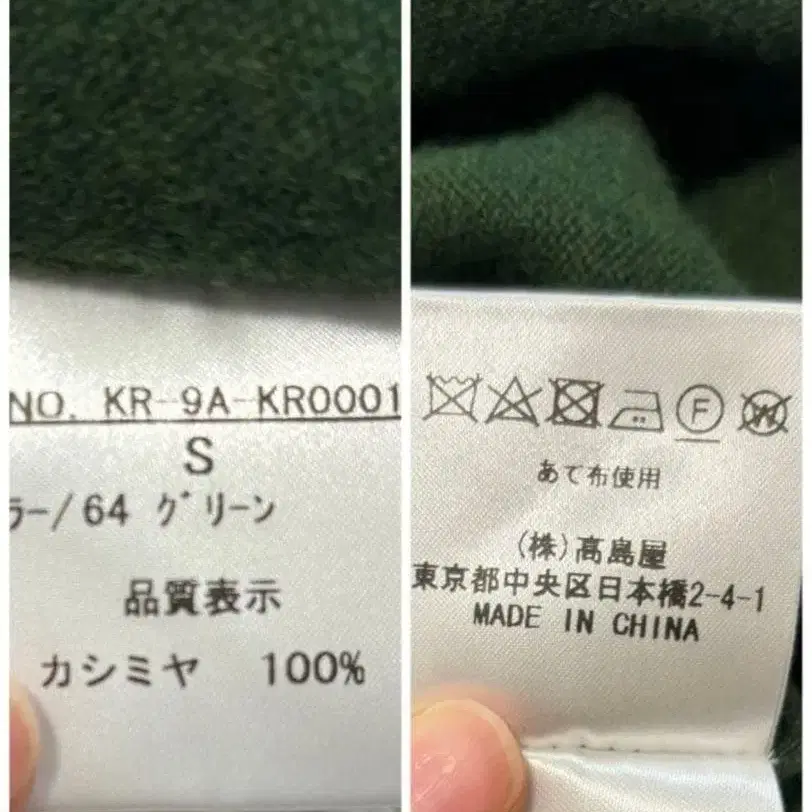 NO. KR-9A-KR0001
S
ラー/64 グリーン
品質表示
カシミヤ 100%
F W
あて布使用
(株)高島屋
東京都中央区日本橋2-4-1
MADE IN CHINA